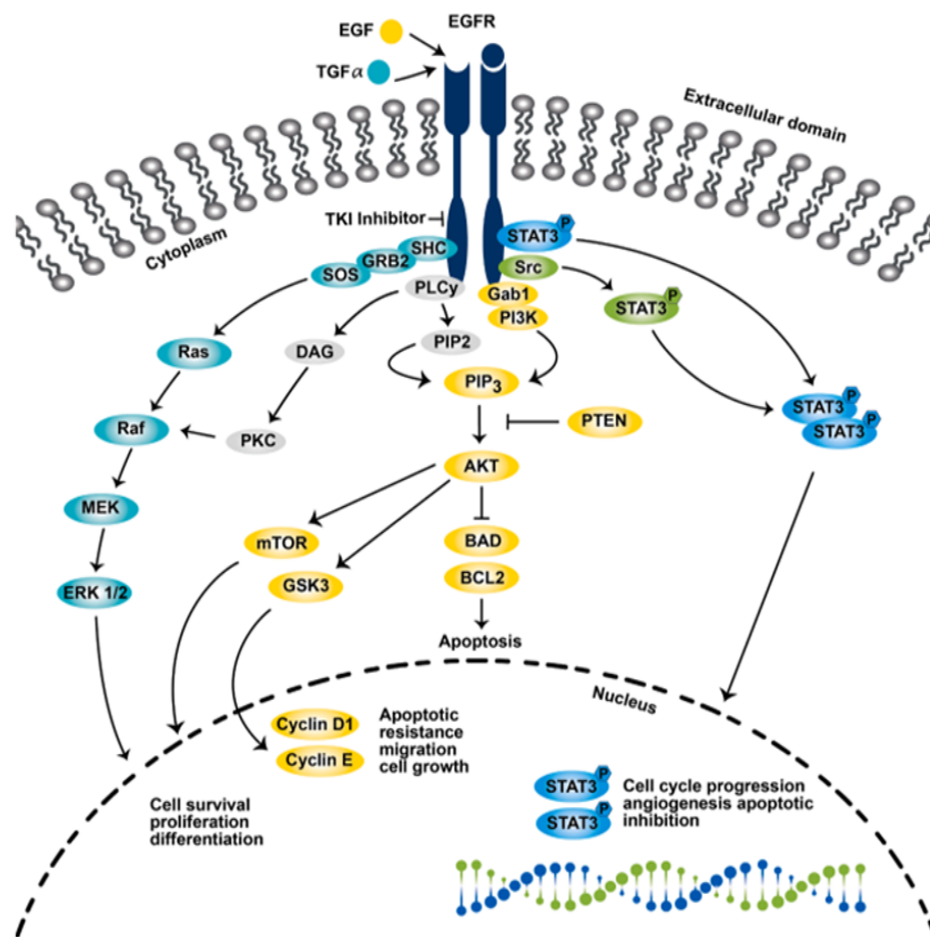 EGF
EGFR
TGFα
Extracellular domain
TKI Inhibitor
Cytoplasm
SHC
GRB2
SOS
PLCy
STAT3
P
Src
Gab1
PI3K
STAT3
P
Ras
DAG
PIP2
PIP3
Raf
PKC
PTEN
STAT3
P
STAT3
P
AKT
MEK
mTOR
BAD
GSK3
BCL2
ERK 1/2
Apoptosis
Nucleus
Cyclin D1
Cyclin E
Apoptotic
resistance
migration
cell growth
Cell survival
proliferation
differentiation
STAT3
P
STAT3
P
Cell cycle progression
angiogenesis apoptotic
inhibition